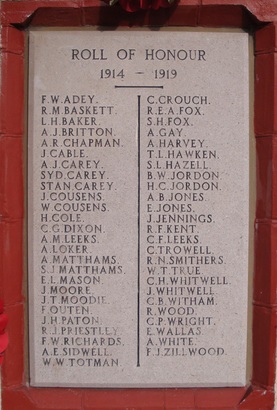 ROLL OF HONOUR
1914 – 1919
F.W.ADEY.
R.M.BASKETT.
L.H.BAKER.
A.J.BRITTON.
A.R.CHAPMAN.
J.CABLE.
A.J.CAREY.
SYD.CAREY.
STAN.CAREY.
J.COUSENS.
W.COUSENS.
H.COLE.
C.G.DIXON.
A.M.LEEKS.
A.LOKER.
A.MATTHAMS.
S.J.MATTHAMS.
E.L.MASON.
J.MOORE.
J.T.MOODIE.
F.OUTEN.
J.H.PATON.
R.J.PRIESTLEY.
F.W.RICHARDS.
A.E.SIDWELL.
W.W.TOTMAN.
C.CROUCH.
R.E.A.FOX.
S.H.FOX.
A.GAY.
A.HARVEY.
T.L.HAWKEN.
S.L.HAZELL.
B.W.JORDON.
H.C.JORDON.
A.B.JONES.
E.JONES.
J.JENNINGS.
R.F.KENT.
C.F.LEEKS.
C.TROWELL.
R.N.SMITHERS.
W.T.TRUE.
C.H.WHITWELL.
J.WHITWELL.
C.B.WITHAM.
R.WOOD.
C.P.WRIGHT.
E.WALLAS.
A.WHITE.
F.J.ZILLWOOD.